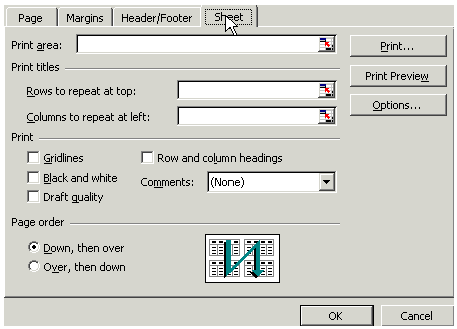 Page Margins Header/Footer Sheet
Print area:
Print...
Print titles
Print Preview
Rows to repeat at top:
Options...
Columns to repeat at left:
Print
Gridlines
Row and column headings
Black and white
Comments: (None)
Draft quality
Page order
Down, then over
Over, then down
OK Cancel